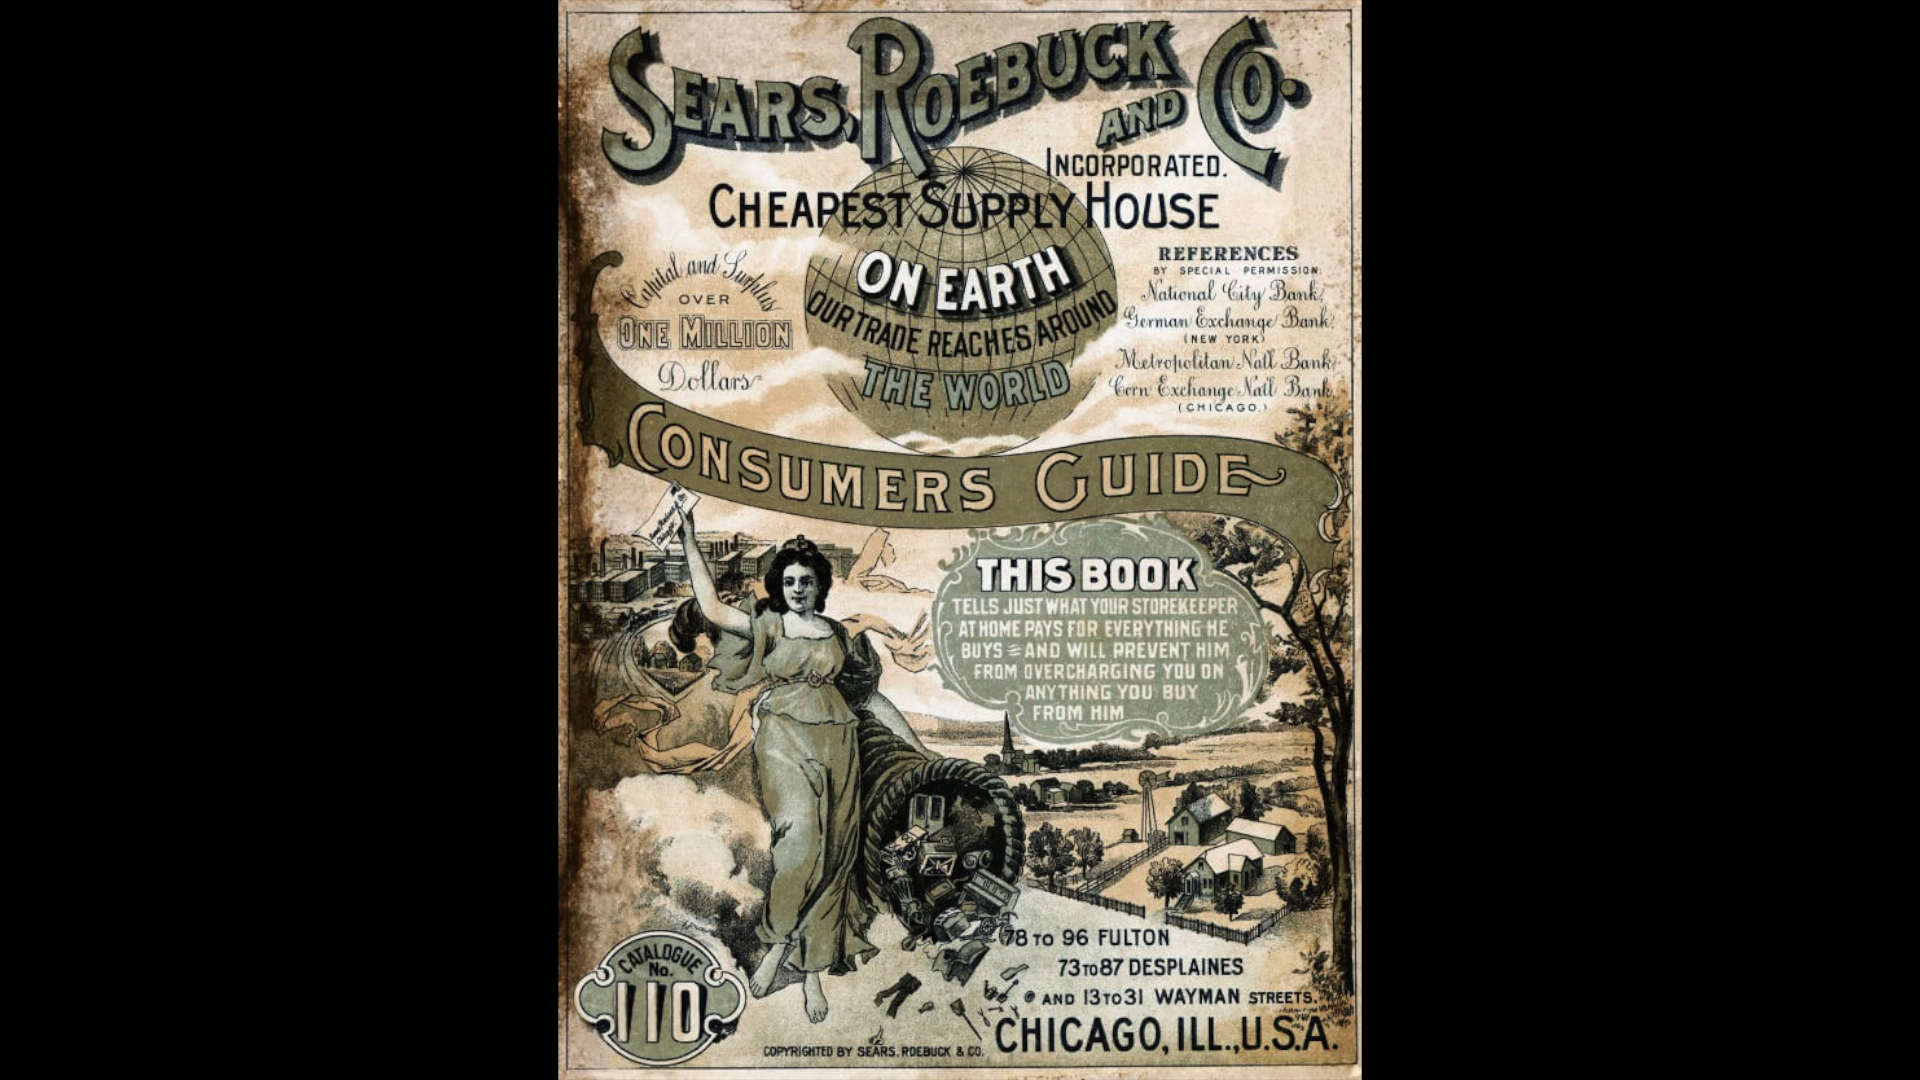 SEARS, ROEBUCK AND CO.
INCORPORATED.
CHEAPEST SUPPLY HOUSE
ON EARTH
OUR TRADE REACHES AROUND
THE WORLD
Capital and Surplus
OVER
ONE MILLION
Dollars
REFERENCES
BY SPECIAL PERMISSION:
National City Bank,
German Exchange Bank,
(NEW YORK)
Metropolitan Nat'l Bank,
Corn Exchange Nat'l Bank,
(CHICAGO.)
CONSUMERS GUIDE
THIS BOOK
TELLS JUST WHAT YOUR STOREKEEPER
AT HOME PAYS FOR EVERYTHING HE
BUYS = AND WILL PREVENT HIM
FROM OVERCHARGING YOU ON
ANYTHING YOU BUY
FROM HIM
78 TO 96 FULTON
73 TO 87 DESPLAINES
AND 13 TO 31 WAYMAN STREETS.
CHICAGO, ILL., U.S.A.
CATALOGUE
No.
110
COPYRIGHTED BY SEARS, ROEBUCK & CO.